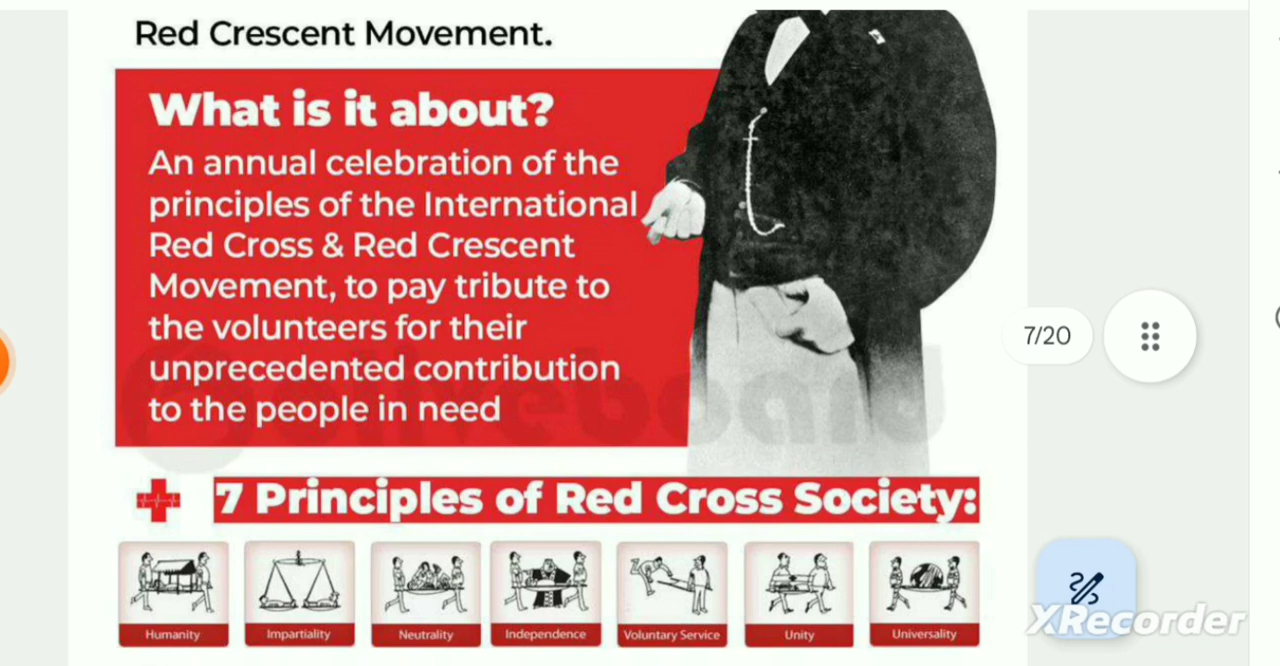 Red Crescent Movement.
What is it about?
An annual celebration of the
principles of the International
Red Cross & Red Crescent
Movement, to pay tribute to
the volunteers for their
unprecedented contribution
to the people in need
7/20
7 Principles of Red Cross Society:
Humanity
Impartiality
Neutrality
Independence
Voluntary Service
Unity
Universality
XRecorder